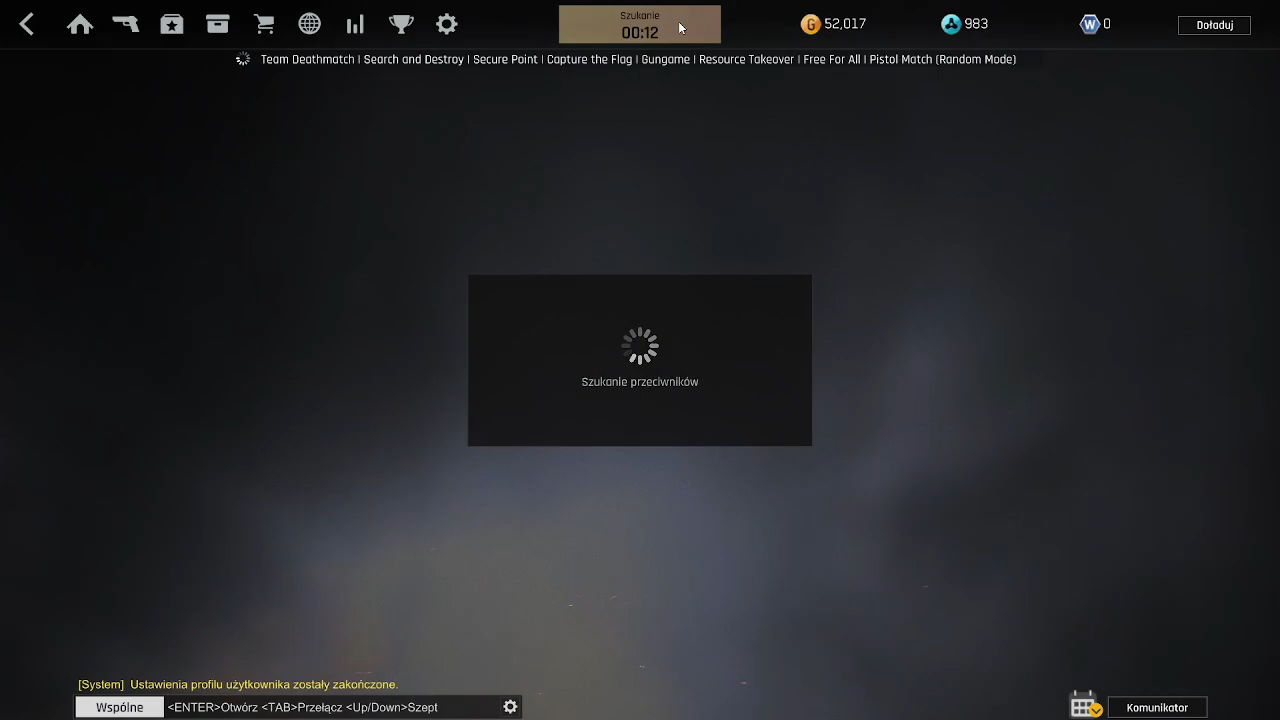 Szukanie
00:12
G 52,017
983
W 0
Doładuj
Team Deathmatch | Search and Destroy | Secure Point | Capture the Flag | Gungame | Resource Takeover | Free For All | Pistol Match (Random Mode)
Szukanie przeciwników
[System] Ustawienia profilu użytkownika zostały zakończone.
Wspólne <ENTER>Otwórz <TAB>Przełącz <Up/Down>Szept
Komunikator